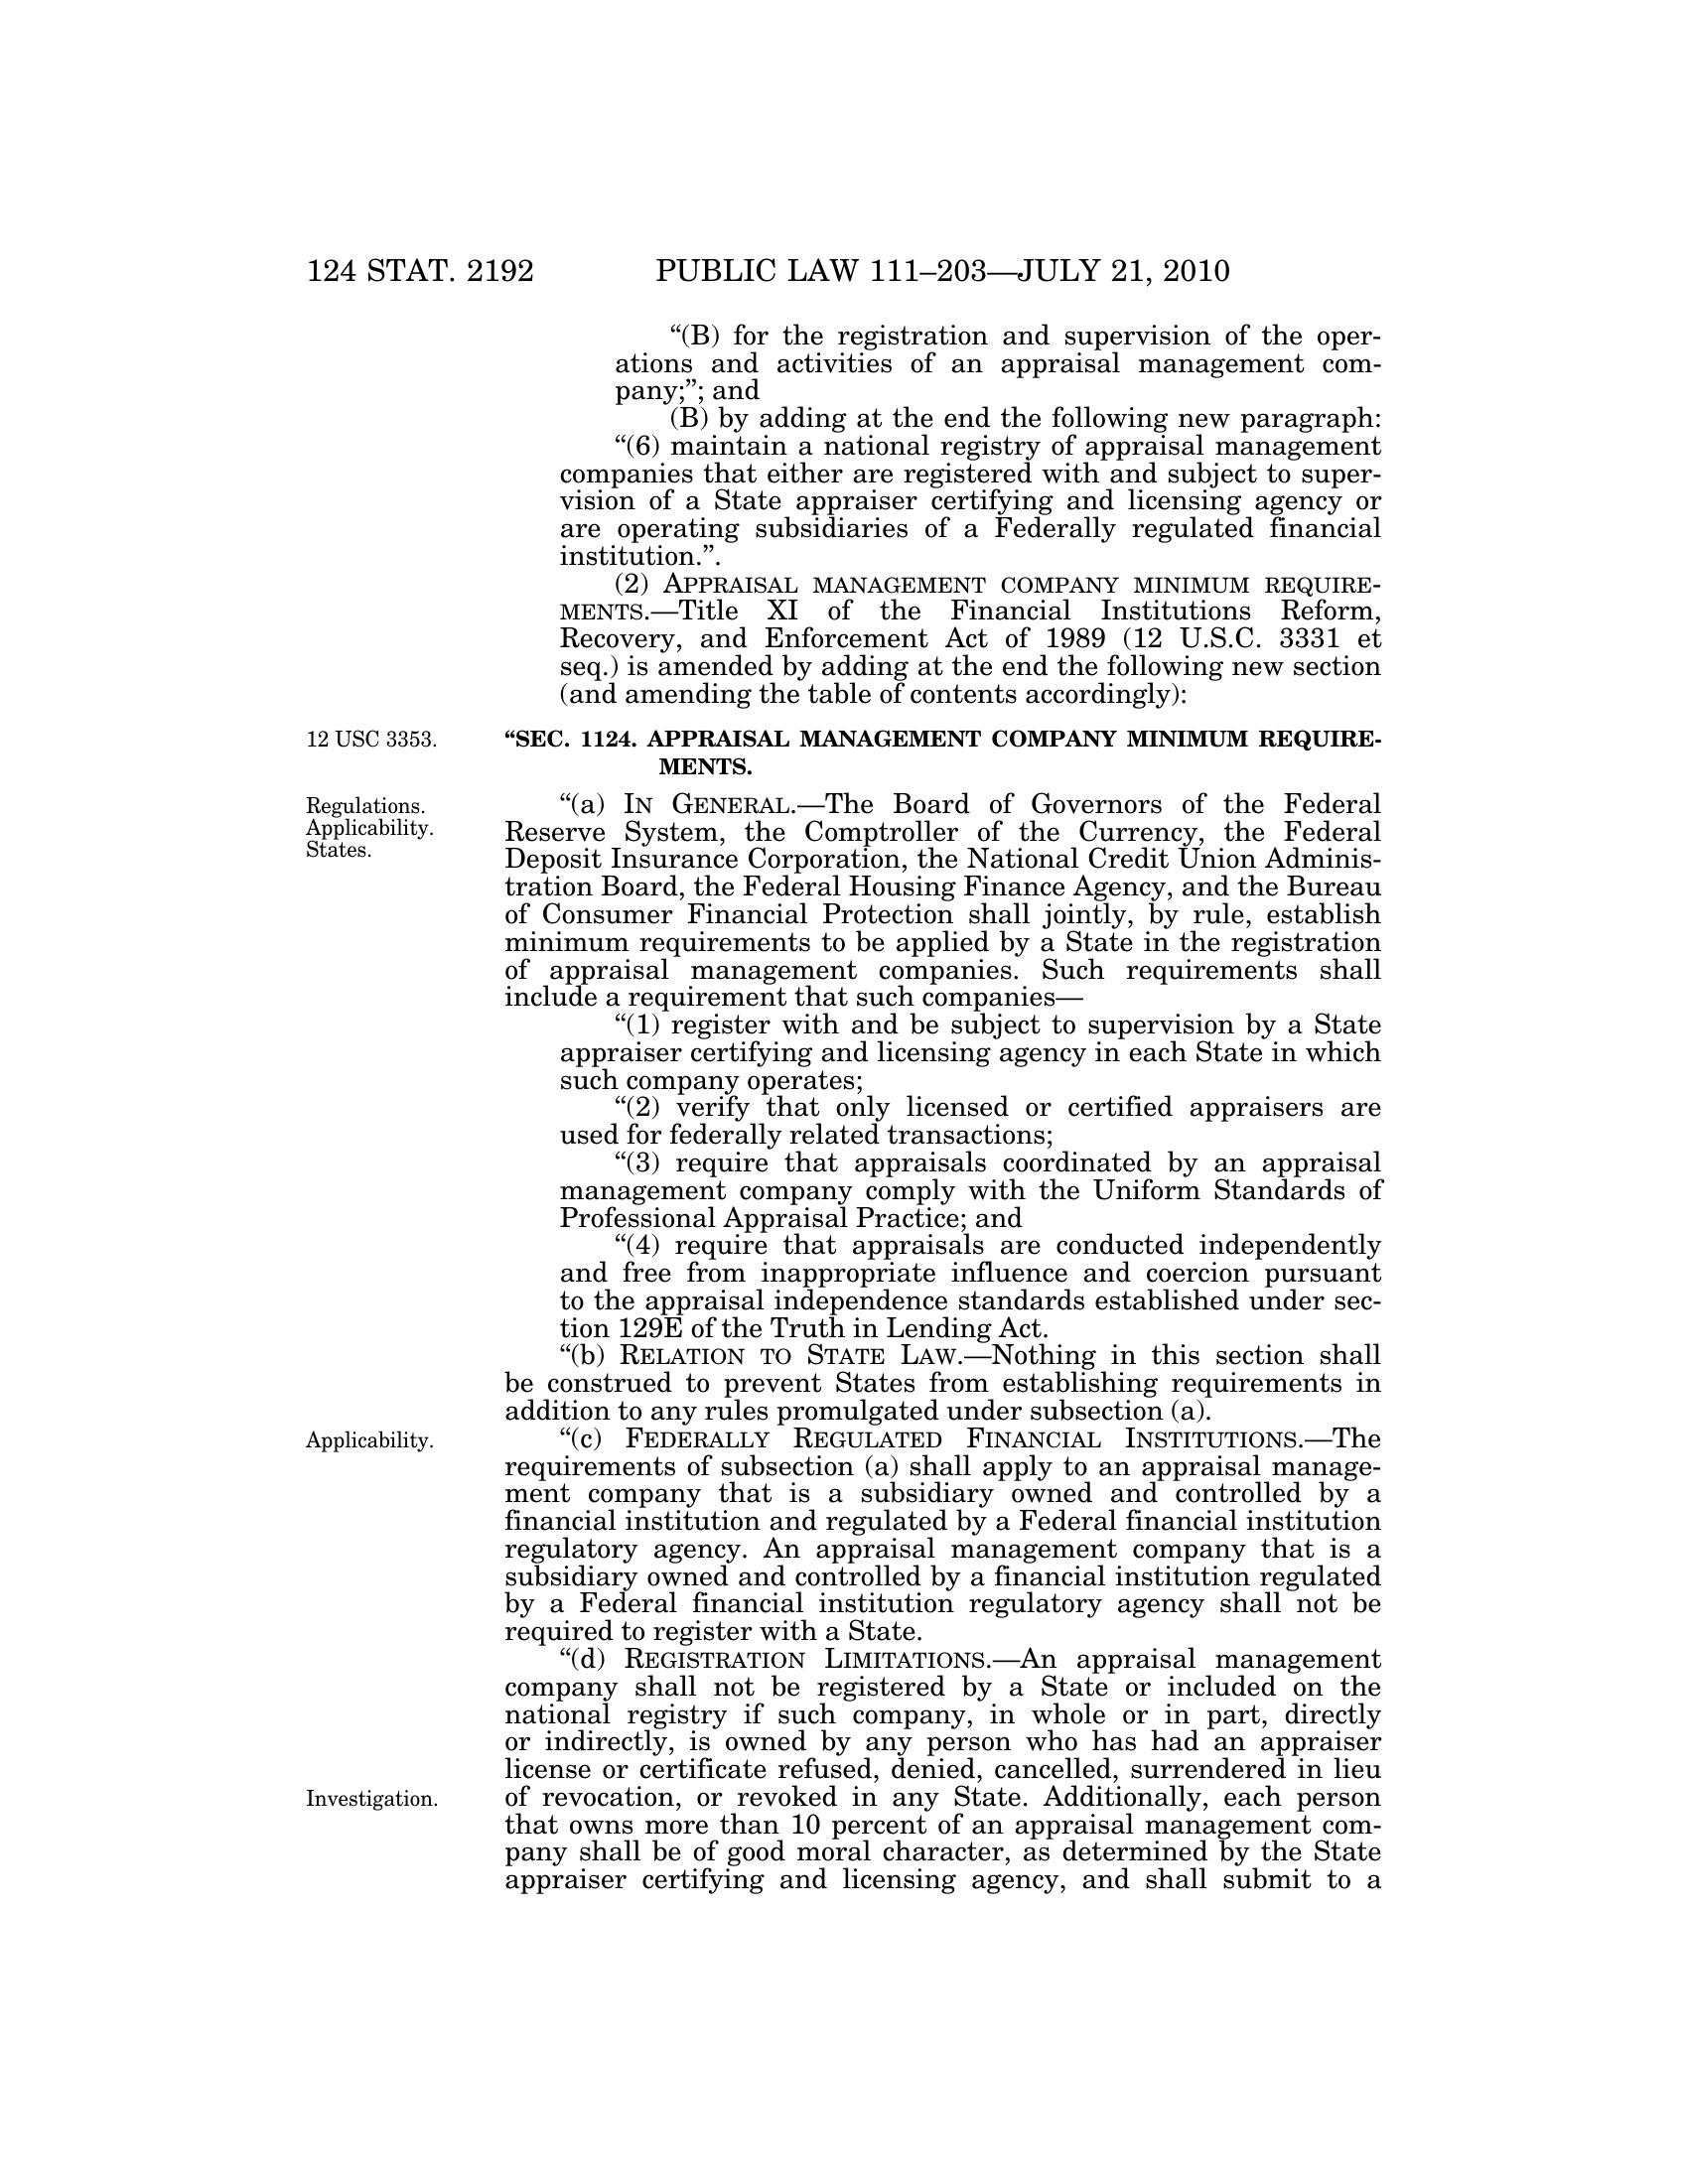 124 STAT. 2192 PUBLIC LAW 111–203—JULY 21, 2010
“(B) for the registration and supervision of the oper-
ations and activities of an appraisal management com-
pany;”; and
(B) by adding at the end the following new paragraph:
“(6) maintain a national registry of appraisal management
companies that either are registered with and subject to super-
vision of a State appraiser certifying and licensing agency or
are operating subsidiaries of a Federally regulated financial
institution.”.
(2) APPRAISAL MANAGEMENT COMPANY MINIMUM REQUIRE-
MENTS.—Title XI of the Financial Institutions Reform,
Recovery, and Enforcement Act of 1989 (12 U.S.C. 3331 et
seq.) is amended by adding at the end the following new section
(and amending the table of contents accordingly):
12 USC 3353.
“SEC. 1124. APPRAISAL MANAGEMENT COMPANY MINIMUM REQUIRE-
MENTS.
Regulations.
Applicability.
States.
“(a) IN GENERAL.—The Board of Governors of the Federal
Reserve System, the Comptroller of the Currency, the Federal
Deposit Insurance Corporation, the National Credit Union Adminis-
tration Board, the Federal Housing Finance Agency, and the Bureau
of Consumer Financial Protection shall jointly, by rule, establish
minimum requirements to be applied by a State in the registration
of appraisal management companies. Such requirements shall
include a requirement that such companies—
“(1) register with and be subject to supervision by a State
appraiser certifying and licensing agency in each State in which
such company operates;
“(2) verify that only licensed or certified appraisers are
used for federally related transactions;
“(3) require that appraisals coordinated by an appraisal
management company comply with the Uniform Standards of
Professional Appraisal Practice; and
“(4) require that appraisals are conducted independently
and free from inappropriate influence and coercion pursuant
to the appraisal independence standards established under sec-
tion 129E of the Truth in Lending Act.
“(b) RELATION TO STATE LAW.—Nothing in this section shall
be construed to prevent States from establishing requirements in
addition to any rules promulgated under subsection (a).
Applicability.
“(c) FEDERALLY REGULATED FINANCIAL INSTITUTIONS.—The
requirements of subsection (a) shall apply to an appraisal manage-
ment company that is a subsidiary owned and controlled by a
financial institution and regulated by a Federal financial institution
regulatory agency. An appraisal management company that is a
subsidiary owned and controlled by a financial institution regulated
by a Federal financial institution regulatory agency shall not be
required to register with a State.
“(d) REGISTRATION LIMITATIONS.—An appraisal management
company shall not be registered by a State or included on the
national registry if such company, in whole or in part, directly
or indirectly, is owned by any person who has had an appraiser
license or certificate refused, denied, cancelled, surrendered in lieu
Investigation.
of revocation, or revoked in any State. Additionally, each person
that owns more than 10 percent of an appraisal management com-
pany shall be of good moral character, as determined by the State
appraiser certifying and licensing agency, and shall submit to a